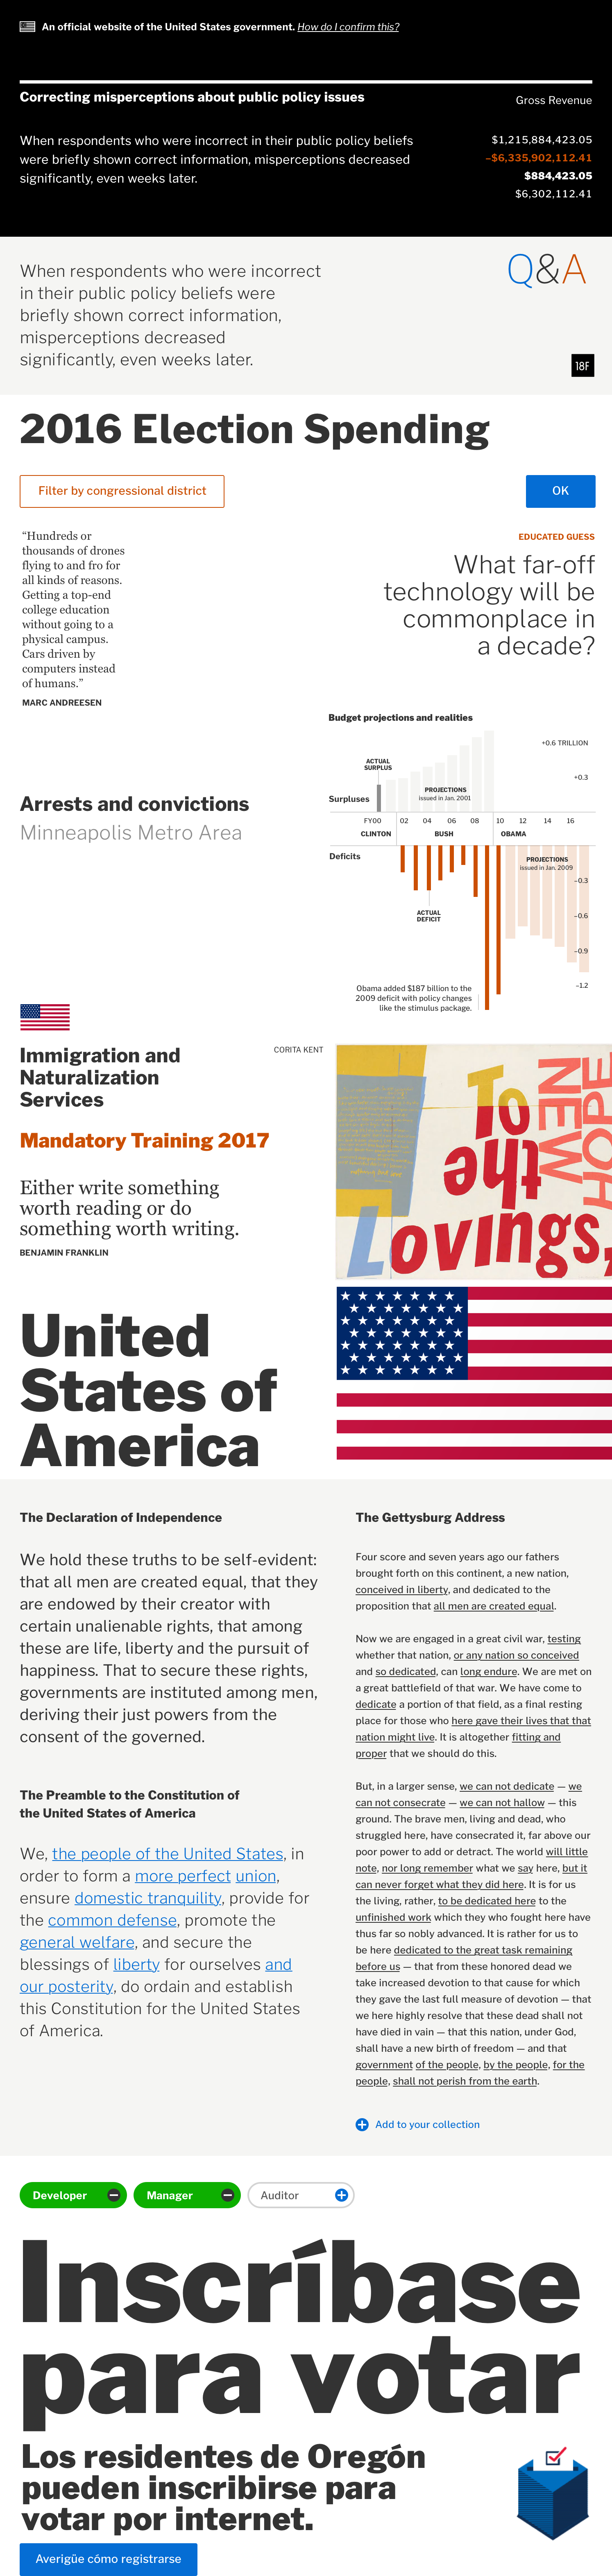 An official website of the United States government. How do I confirm this?
Correcting misperceptions about public policy issues
Gross Revenue
When respondents who were incorrect in their public policy beliefs
were briefly shown correct information, misperceptions decreased
significantly, even weeks later.
$1,215,884,423.05
–$6,335,902,112.41
$884,423.05
$6,302,112.41
When respondents who were incorrect
in their public policy beliefs were
briefly shown correct information,
misperceptions decreased
significantly, even weeks later.
Q&A
18F
2016 Election Spending
Filter by congressional district
OK
“Hundreds or
thousands of drones
flying to and fro for
all kinds of reasons.
Getting a top-end
college education
without going to a
physical campus.
Cars driven by
computers instead
of humans.”
MARC ANDREESEN
EDUCATED GUESS
What far-off
technology will be
commonplace in
a decade?
Arrests and convictions
Minneapolis Metro Area
Budget projections and realities
+0.6 TRILLION
ACTUAL
SURPLUS
+0.3
PROJECTIONS
issued in Jan. 2001
Surpluses
FY00 02 04 06 08 10 12 14 16
CLINTON BUSH OBAMA
Deficits
PROJECTIONS
issued in Jan. 2009
–0.3
ACTUAL
DEFICIT
–0.6
–0.9
–1.2
Obama added $187 billion to the
2009 deficit with policy changes
like the stimulus package.
Immigration and
Naturalization
Services
Mandatory Training 2017
Either write something
worth reading or do
something worth writing.
BENJAMIN FRANKLIN
CORITA KENT
To
the
Lovings,
NEW
HOPE
United
States of
America
The Declaration of Independence
We hold these truths to be self-evident:
that all men are created equal, that they
are endowed by their creator with
certain unalienable rights, that among
these are life, liberty and the pursuit of
happiness. That to secure these rights,
governments are instituted among men,
deriving their just powers from the
consent of the governed.
The Preamble to the Constitution of
the United States of America
We, the people of the United States, in
order to form a more perfect union,
ensure domestic tranquility, provide for
the common defense, promote the
general welfare, and secure the
blessings of liberty for ourselves and
our posterity, do ordain and establish
this Constitution for the United States
of America.
The Gettysburg Address
Four score and seven years ago our fathers
brought forth on this continent, a new nation,
conceived in liberty, and dedicated to the
proposition that all men are created equal.
Now we are engaged in a great civil war, testing
whether that nation, or any nation so conceived
and so dedicated, can long endure. We are met on
a great battlefield of that war. We have come to
dedicate a portion of that field, as a final resting
place for those who here gave their lives that that
nation might live. It is altogether fitting and
proper that we should do this.
But, in a larger sense, we can not dedicate — we
can not consecrate — we can not hallow — this
ground. The brave men, living and dead, who
struggled here, have consecrated it, far above our
poor power to add or detract. The world will little
note, nor long remember what we say here, but it
can never forget what they did here. It is for us
the living, rather, to be dedicated here to the
unfinished work which they who fought here have
thus far so nobly advanced. It is rather for us to
be here dedicated to the great task remaining
before us — that from these honored dead we
take increased devotion to that cause for which
they gave the last full measure of devotion — that
we here highly resolve that these dead shall not
have died in vain — that this nation, under God,
shall have a new birth of freedom — and that
government of the people, by the people, for the
people, shall not perish from the earth.
Add to your collection
Developer
Manager
Auditor
Inscríbase
para votar
Los residentes de Oregón
pueden inscribirse para
votar por internet.
Averigüe cómo registrarse